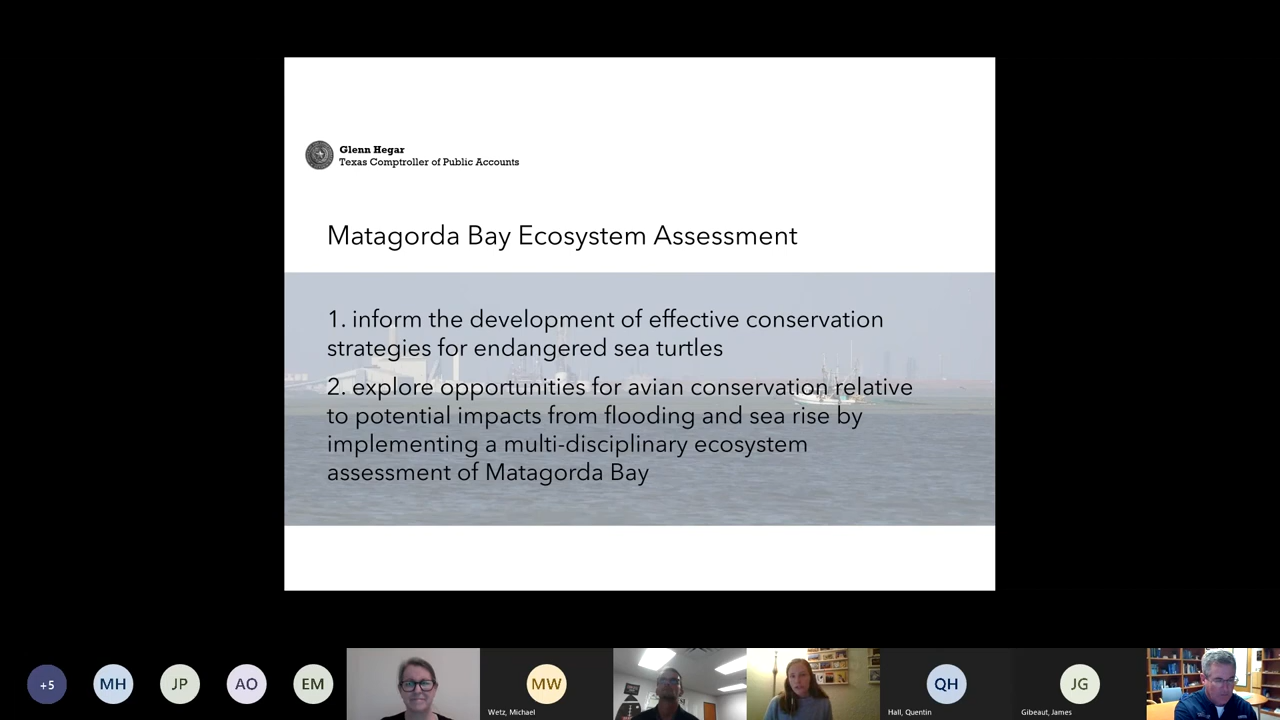 Glenn Hegar
Texas Comptroller of Public Accounts
Matagorda Bay Ecosystem Assessment
1. inform the development of effective conservation
strategies for endangered sea turtles
2. explore opportunities for avian conservation relative
to potential impacts from flooding and sea rise by
implementing a multi-disciplinary ecosystem
assessment of Matagorda Bay
+5
MH
JP
AO
EM
MW
Wetz, Michael
QH
Hall, Quentin
JG
Gibeaut, James